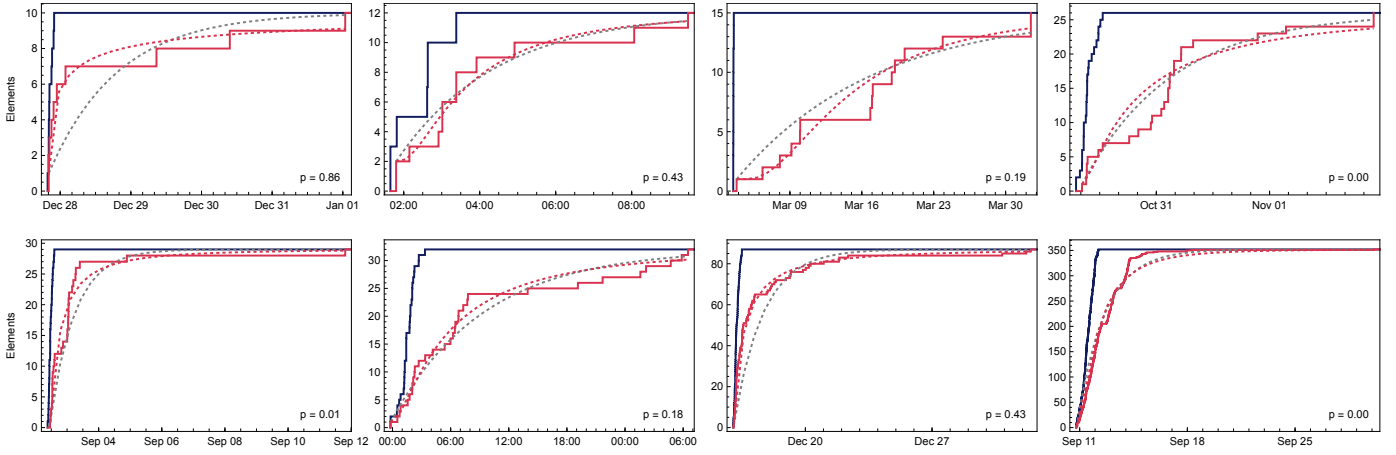 10
8
6
4
2
0
Elements
p = 0.86
Dec 28 Dec 29 Dec 30 Dec 31 Jan 01
12
10
8
6
4
2
0
p = 0.43
02:00 04:00 06:00 08:00
15
10
5
0
p = 0.19
Mar 09 Mar 16 Mar 23 Mar 30
25
20
15
10
5
0
p = 0.00
Oct 31 Nov 01
30
25
20
15
10
5
0
Elements
p = 0.01
Sep 04 Sep 06 Sep 08 Sep 10 Sep 12
30
25
20
15
10
5
0
p = 0.18
00:00 06:00 12:00 18:00 00:00 06:00
80
60
40
20
0
p = 0.43
Dec 20 Dec 27
350
300
250
200
150
100
50
0
p = 0.00
Sep 11 Sep 18 Sep 25